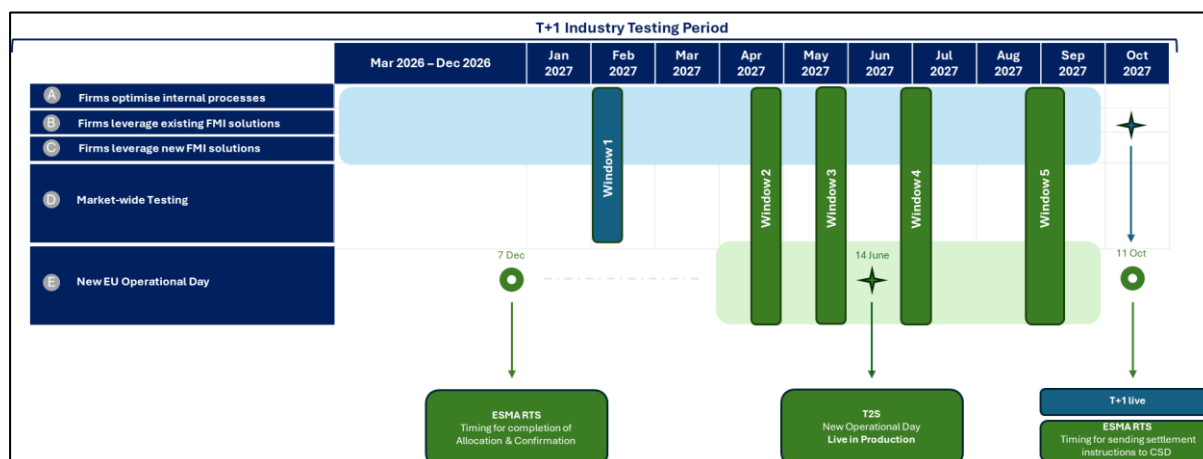 T+1 Industry Testing Period
Mar 2026 – Dec 2026
Jan
2027
Feb
2027
Mar
2027
Apr
2027
May
2027
Jun
2027
Jul
2027
Aug
2027
Sep
2027
Oct
2027
A Firms optimise internal processes
B Firms leverage existing FMI solutions
C Firms leverage new FMI solutions
D Market-wide Testing
E New EU Operational Day
Window 1
Window 2
Window 3
Window 4
Window 5
7 Dec
14 June
11 Oct
ESMA RTS
Timing for completion of
Allocation & Confirmation
T2S
New Operational Day
Live in Production
T+1 live
ESMA RTS
Timing for sending settlement
instructions to CSD